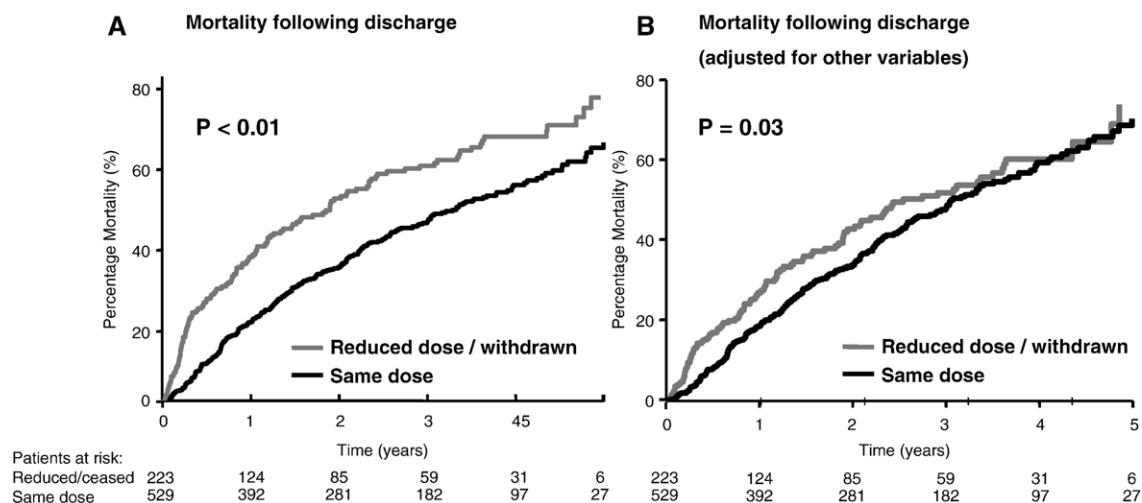 A Mortality following discharge
P < 0.01
Percentage Mortality (%)
80
60
40
20
0
Reduced dose / withdrawn
Same dose
0 1 2 3 45
Time (years)
B Mortality following discharge
(adjusted for other variables)
P = 0.03
Percentage Mortality (%)
80
60
40
20
0
Reduced dose / withdrawn
Same dose
0 1 2 3 4 5
Time (years)
Patients at risk:
Reduced/ceased 223 124 85 59 31 6 223 124 85 59 31 6
Same dose 529 392 281 182 97 27 529 392 281 182 97 27